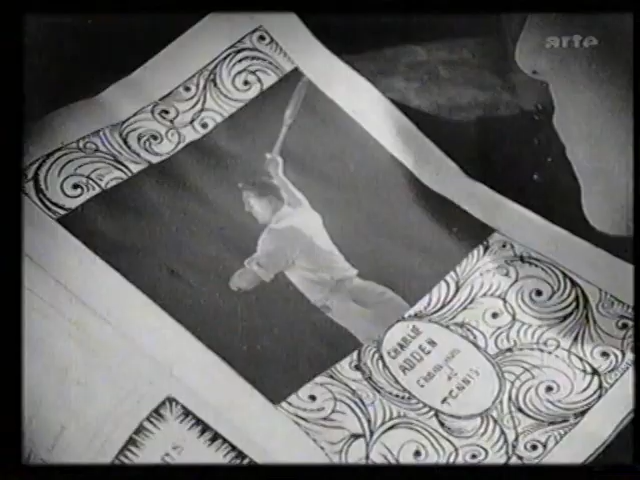 arte
CHARLIE
ADDEN
CHAMPION
of
TENNIS